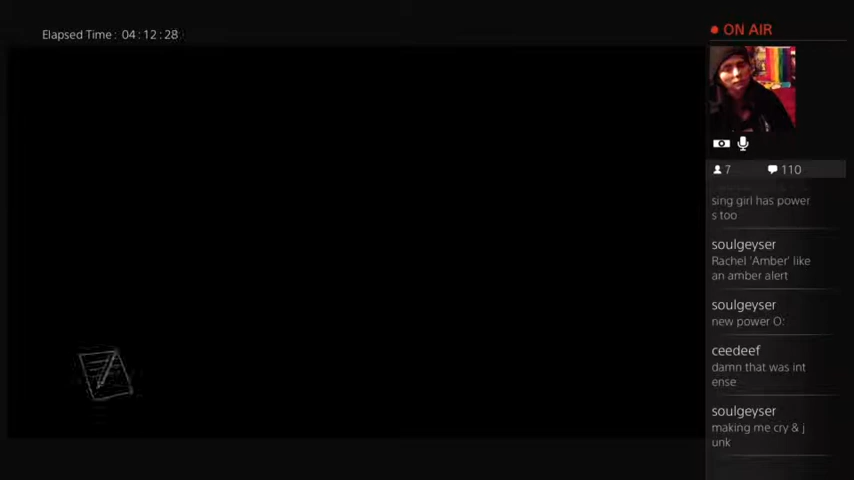 Elapsed Time: 04:12:28
ON AIR
7
110
sing girl has power
s too
soulgeyser
Rachel 'Amber' like
an amber alert
soulgeyser
new power O:
ceedeef
damn that was int
ense
soulgeyser
making me cry & j
unk